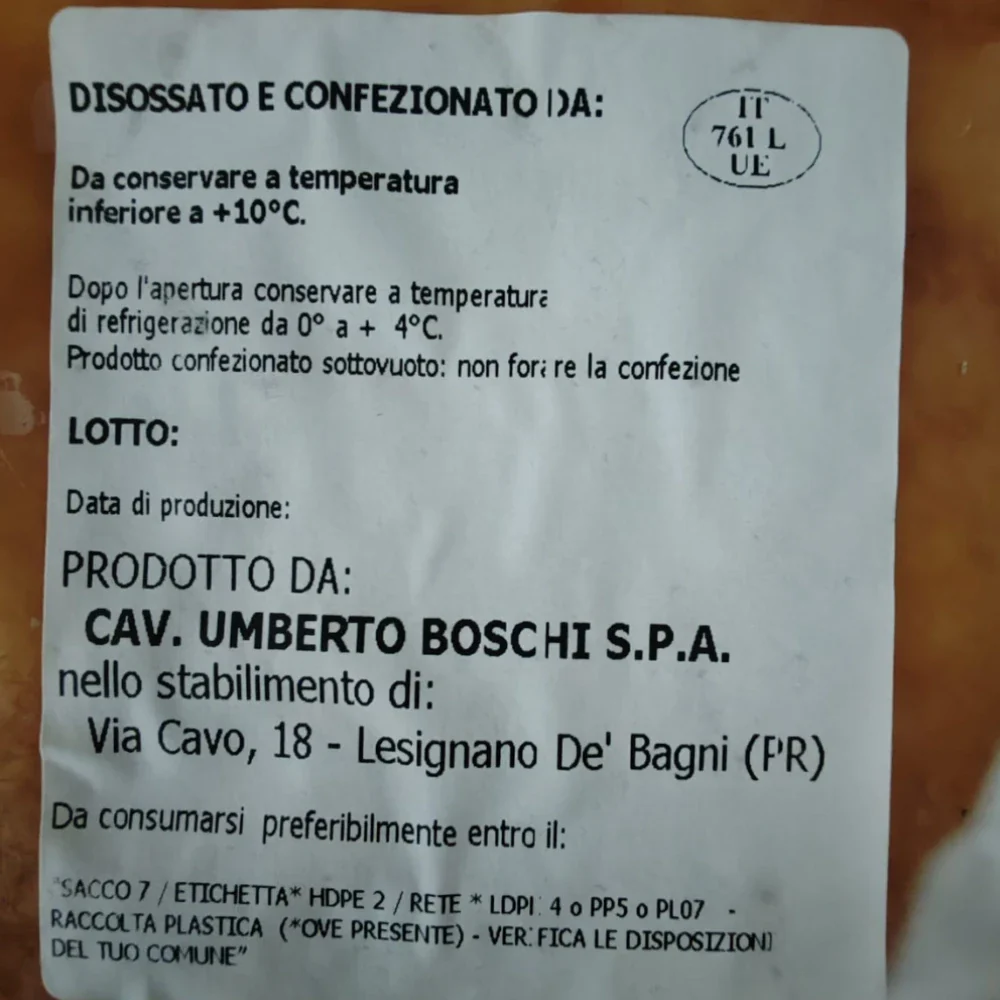 DISOSSATO E CONFEZIONATO DA:
IT
761 L
UE
Da conservare a temperatura
inferiore a +10°C.
Dopo l'apertura conservare a temperatura
di refrigerazione da 0° a + 4°C.
Prodotto confezionato sottovuoto: non forare la confezione
LOTTO:
Data di produzione:
PRODOTTO DA:
CAV. UMBERTO BOSCHI S.P.A.
nello stabilimento di:
Via Cavo, 18 - Lesignano De' Bagni (PR)
Da consumarsi preferibilmente entro il:
"SACCO 7 / ETICHETTA* HDPE 2 / RETE * LDPE 4 o PP5 o PL07 -
RACCOLTA PLASTICA (*OVE PRESENTE) - VERIFICA LE DISPOSIZIONI
DEL TUO COMUNE"